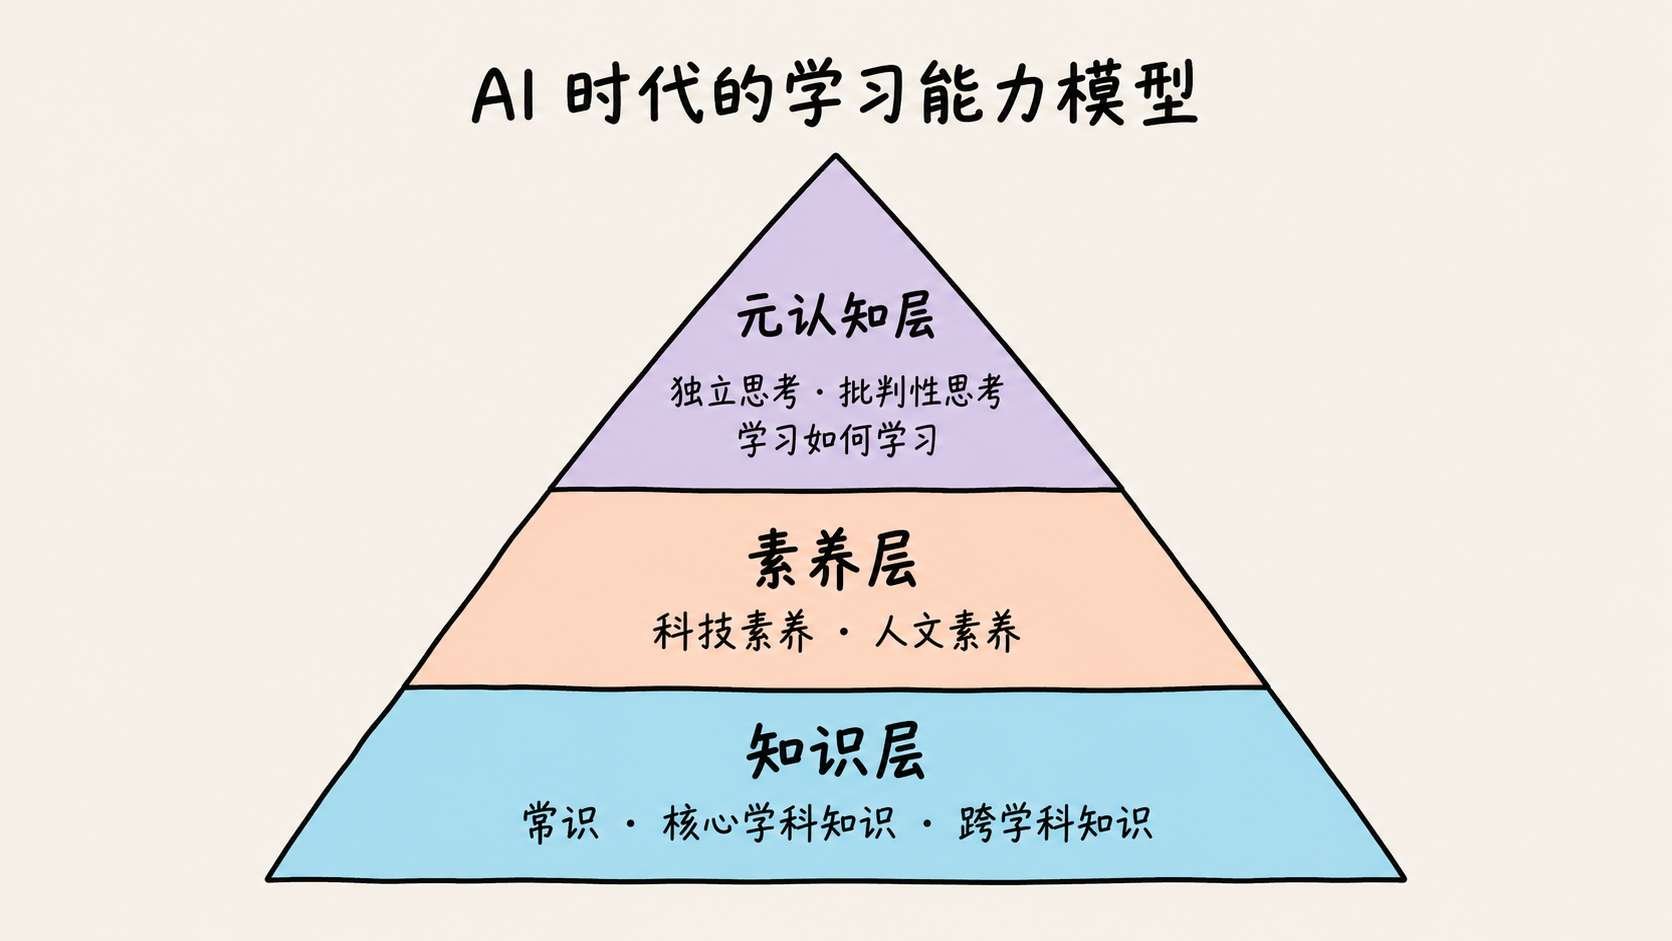 AI 时代的学习能力模型
元认知层
独立思考 · 批判性思考
学习如何学习
素养层
科技素养 · 人文素养
知识层
常识 · 核心学科知识 · 跨学科知识